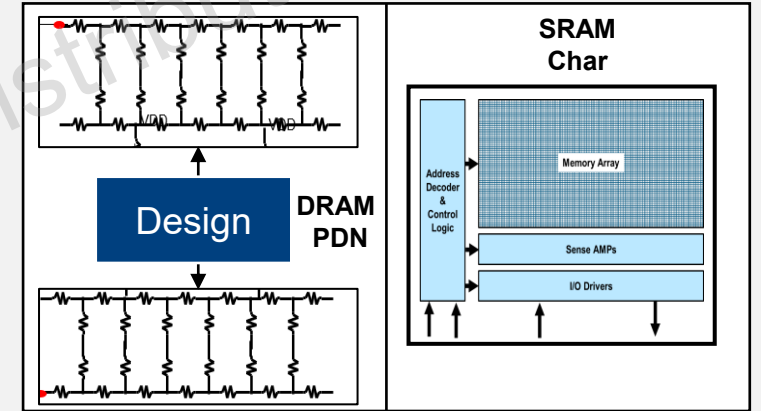 VDD
VDD
Design
DRAM
PDN
SRAM
Char
Address
Decoder
&
Control
Logic
Memory Array
Sense AMPs
I/O Drivers